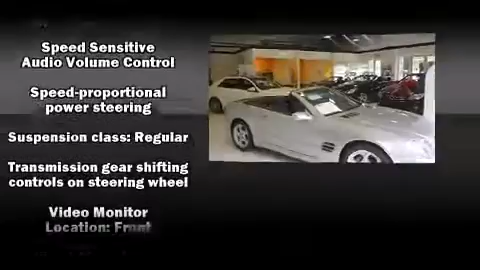 Speed Sensitive
Audio Volume Control
Speed-proportional
power steering
Suspension class: Regular
Transmission gear shifting
controls on steering wheel
Video Monitor
Location: Front